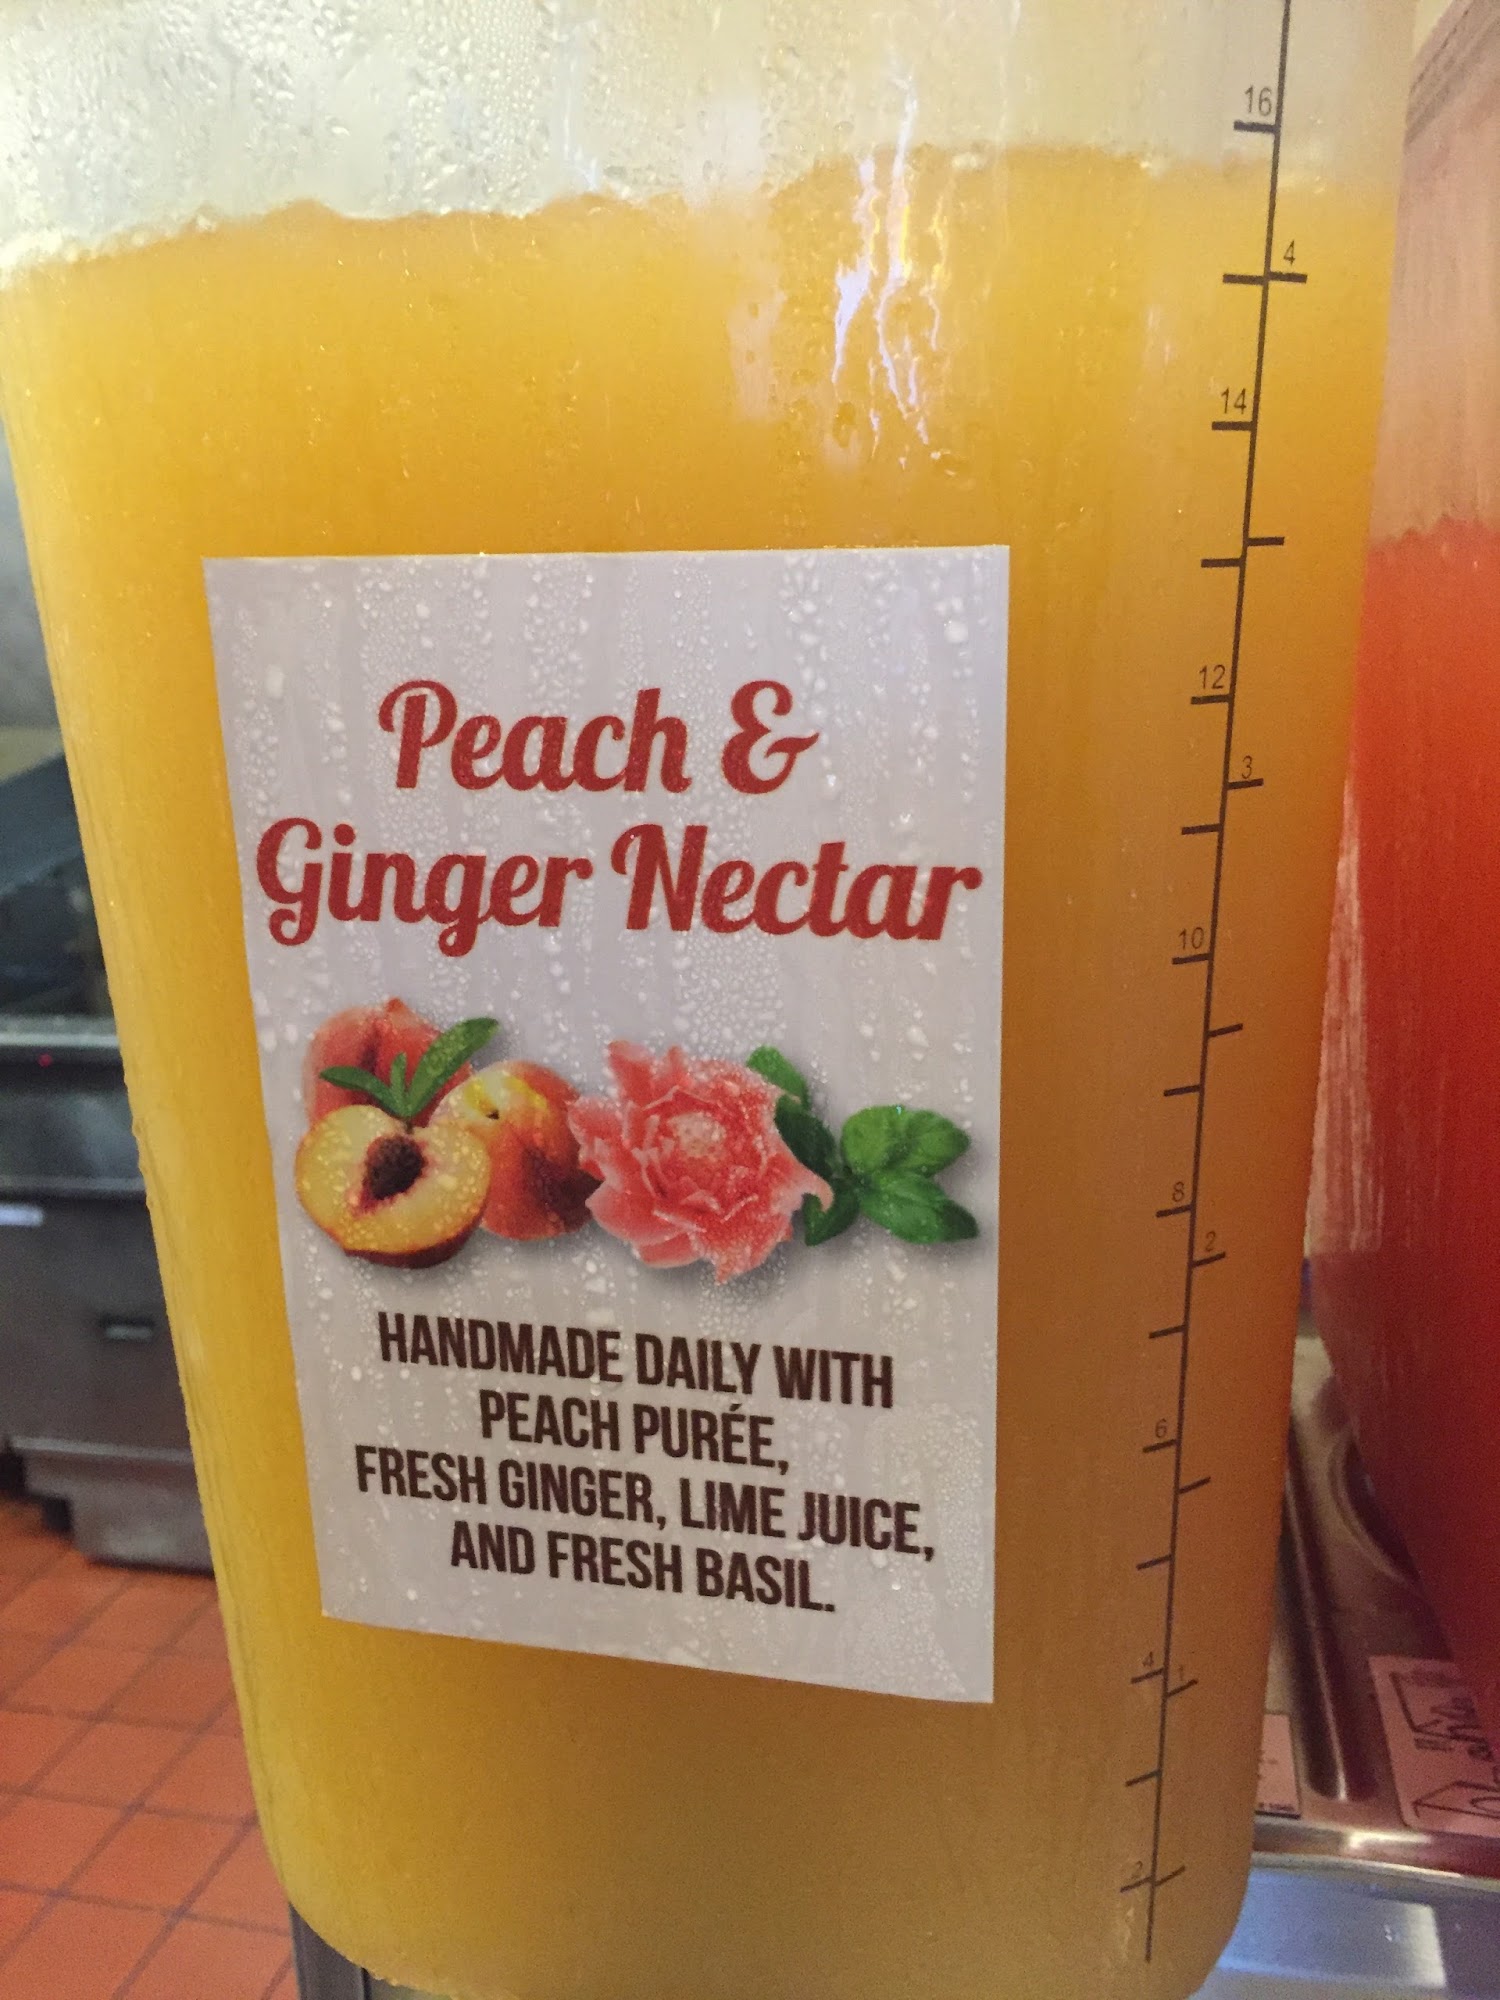 Peach &
Ginger Nectar
HANDMADE DAILY WITH
PEACH PURÉE,
FRESH GINGER, LIME JUICE,
AND FRESH BASIL.
16
4
14
12
3
10
8
2
6
4
1
2